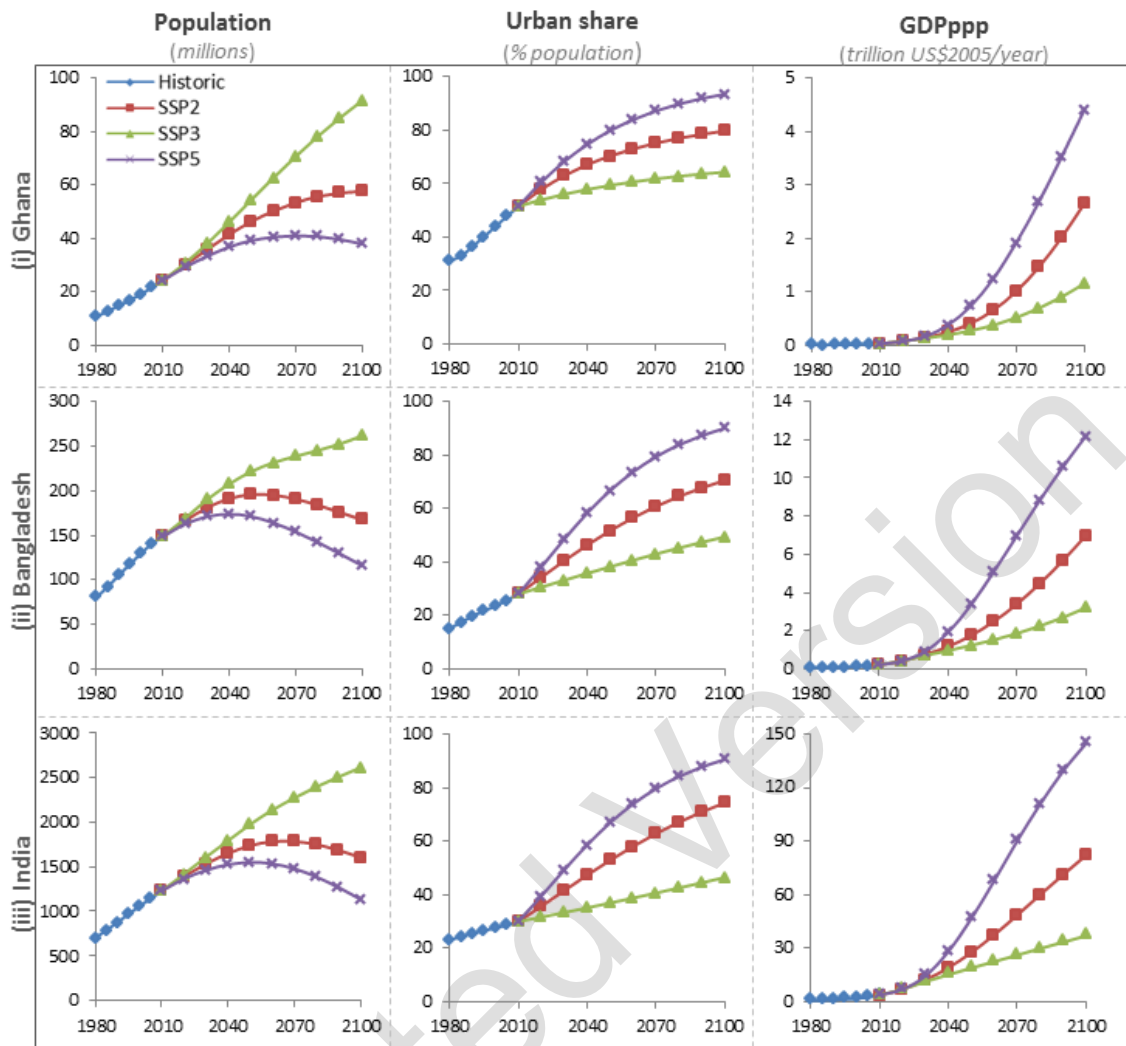 Population Urban share GDPppp
(millions) (% population) (trillion US$2005/year)
(i) Ghana
100 100 5
80 80 4
60 60 3
40 40 2
20 20 1
0 0 0
Historic
SSP2
SSP3
SSP5
1980 2010 2040 2070 2100 1980 2010 2040 2070 2100 1980 2010 2040 2070 2100
(ii) Bangladesh
300 100 14
250 80 12
200 60 10
150 40 8
100 20 6
50 0 4
0 2
0
1980 2010 2040 2070 2100 1980 2010 2040 2070 2100 1980 2010 2040 2070 2100
(iii) India
3000 100 150
2500 80 120
2000 60 90
1500 40 60
1000 20 30
500 0 0
0
1980 2010 2040 2070 2100 1980 2010 2040 2070 2100 1980 2010 2040 2070 2100
ted Version